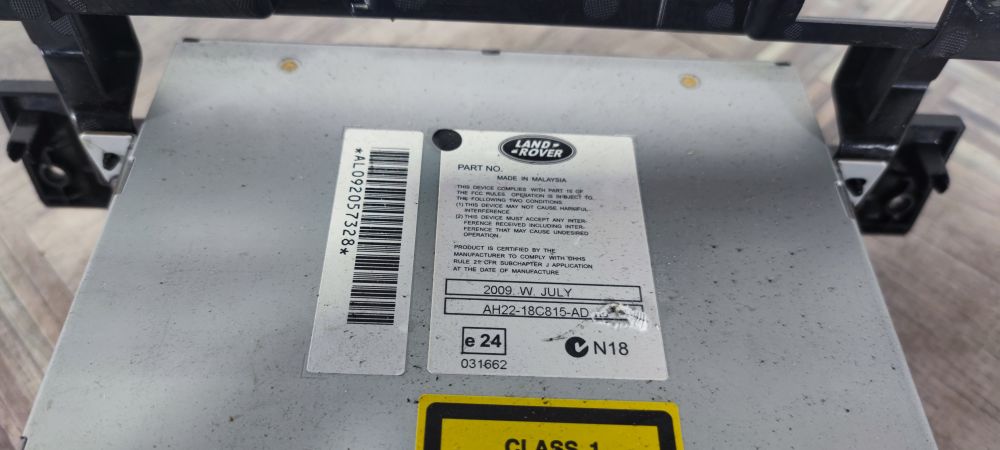 *AL092057328*
LAND-
-ROVER
PART NO.
MADE IN MALAYSIA
THIS DEVICE COMPLIES WITH PART 15 OF
THE FCC RULES. OPERATION IS SUBJECT TO
THE FOLLOWING TWO CONDITIONS
(1) THIS DEVICE MAY NOT CAUSE HARMFUL
INTERFERENCE
(2) THIS DEVICE MUST ACCEPT ANY INTER-
FERENCE RECEIVED INCLUDING INTER-
FERENCE THAT MAY CAUSE UNDESIRED
OPERATION.
PRODUCT IS CERTIFIED BY THE
MANUFACTURER TO COMPLY WITH DHHS
RULE 21 CFR SUBCHAPTER J APPLICATION
AT THE DATE OF MANUFACTURE
2009. W. JULY
AH22-18C815-AD
e 24
031662
N18
CLASS 1